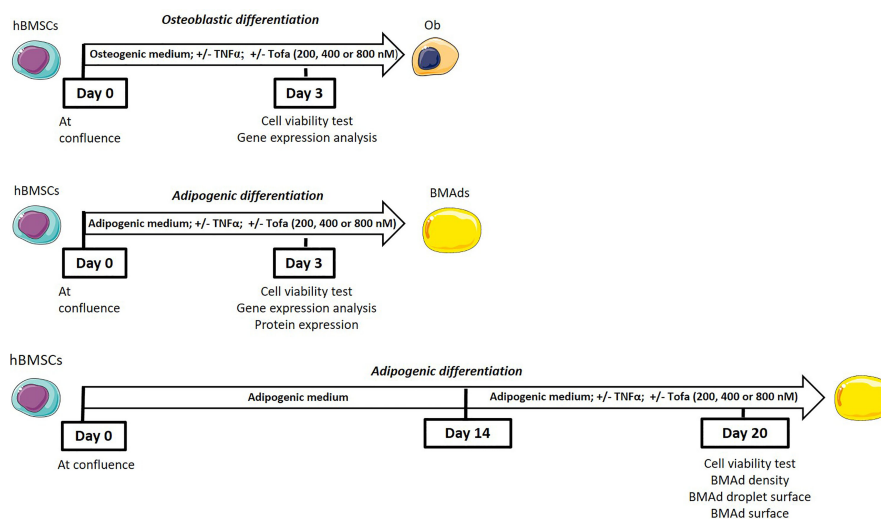 Osteoblastic differentiation
hBMSCs
Ob
Osteogenic medium; +/- TNFα; +/- Tofa (200, 400 or 800 nM)
Day 0
Day 3
At
confluence
Cell viability test
Gene expression analysis
hBMSCs
Adipogenic differentiation
BMAds
Adipogenic medium; +/- TNFα; +/- Tofa (200, 400 or 800 nM)
Day 0
Day 3
At
confluence
Cell viability test
Gene expression analysis
Protein expression
hBMSCs
Adipogenic differentiation
Adipogenic medium
Adipogenic medium; +/- TNFα; +/- Tofa (200, 400 or 800 nM)
Day 0
Day 14
Day 20
At confluence
Cell viability test
BMAd density
BMAd droplet surface
BMAd surface